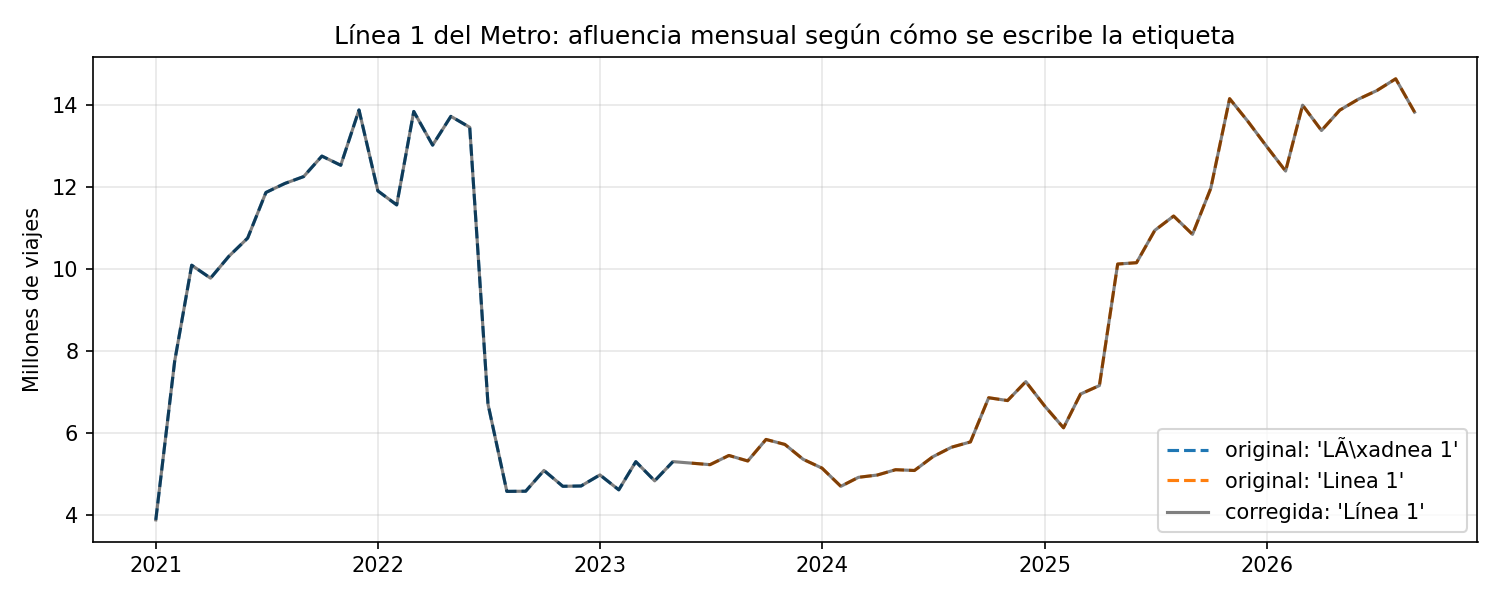 Línea 1 del Metro: afluencia mensual según cómo se escribe la etiqueta
Millones de viajes
14
12
10
8
6
4
2021 2022 2023 2024 2025 2026
original: 'LÃ\xadnea 1'
original: 'Linea 1'
corregida: 'Línea 1'